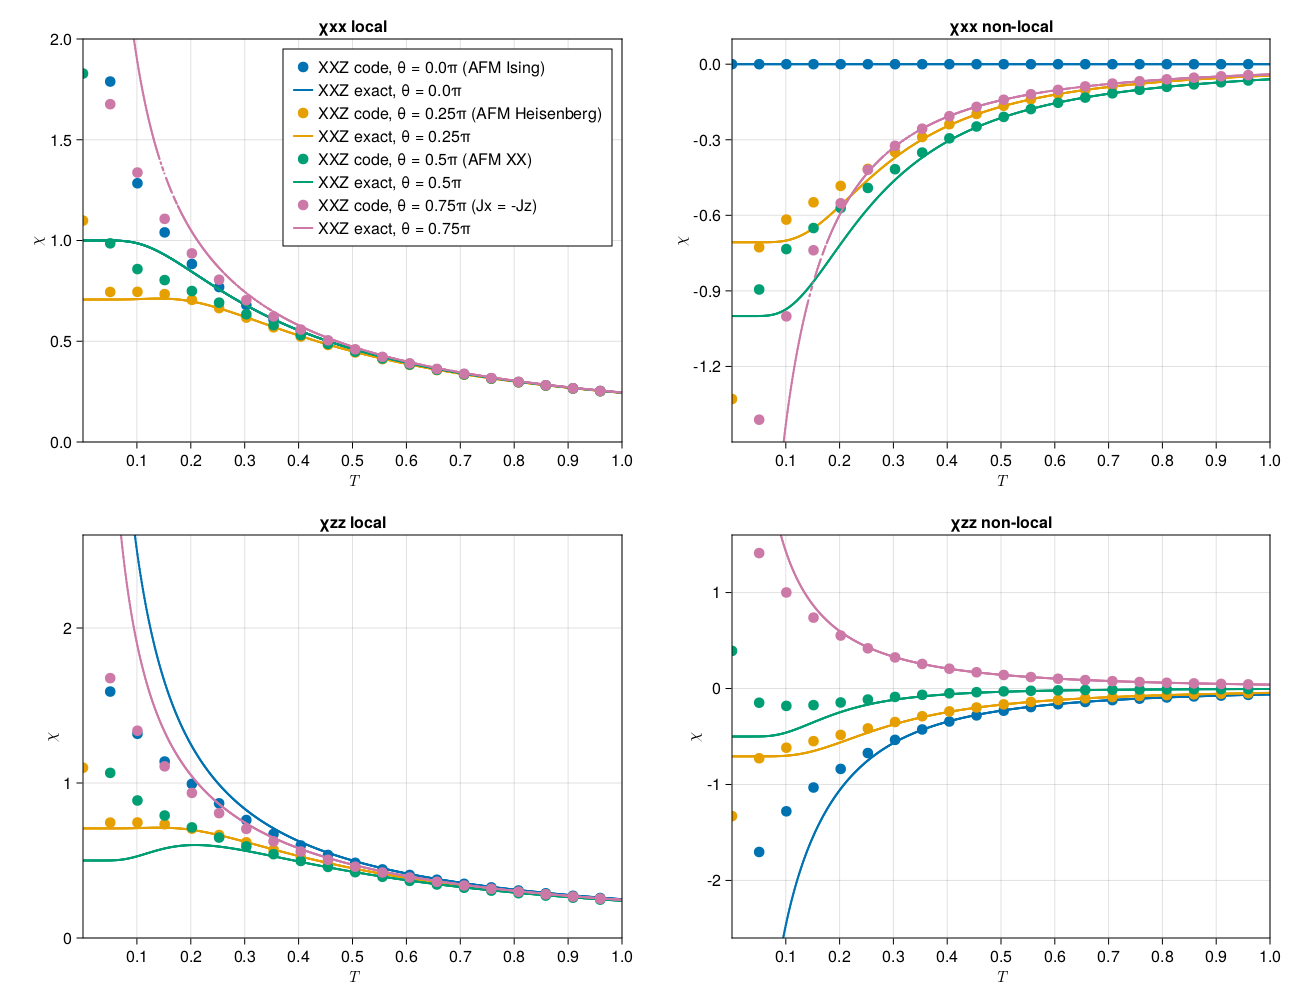 χxx local
2.0
1.5
1.0
0.5
0.0
χ
0.1 0.2 0.3 0.4 0.5 0.6 0.7 0.8 0.9 1.0
T
XXZ code, θ = 0.0π (AFM Ising)
XXZ exact, θ = 0.0π
XXZ code, θ = 0.25π (AFM Heisenberg)
XXZ exact, θ = 0.25π
XXZ code, θ = 0.5π (AFM XX)
XXZ exact, θ = 0.5π
XXZ code, θ = 0.75π (Jx = -Jz)
XXZ exact, θ = 0.75π
χxx non-local
0.0
-0.3
-0.6
-0.9
-1.2
χ
0.1 0.2 0.3 0.4 0.5 0.6 0.7 0.8 0.9 1.0
T
χzz local
2
1
0
χ
0.1 0.2 0.3 0.4 0.5 0.6 0.7 0.8 0.9 1.0
T
χzz non-local
1
0
-1
-2
χ
0.1 0.2 0.3 0.4 0.5 0.6 0.7 0.8 0.9 1.0
T